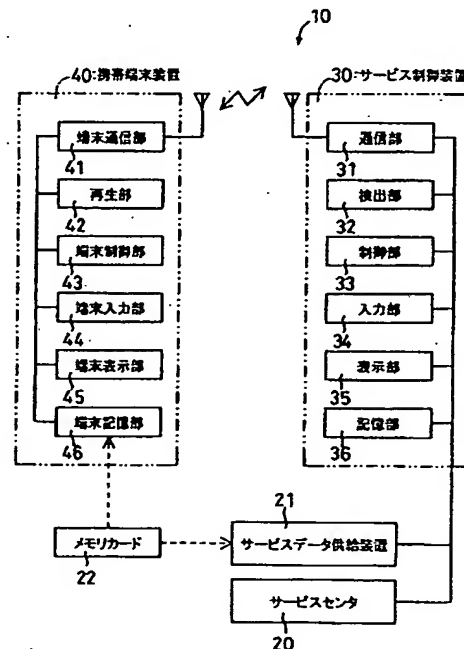 10
40:携帯端末装置
端末通信部
41
再生部
42
端末制御部
43
端末入力部
44
端末表示部
45
端末記憶部
46
30:サービス制御装置
通信部
31
検出部
32
制御部
33
入力部
34
表示部
35
記憶部
36
メモリカード
22
21
サービスデータ供給装置
サービスセンタ
20